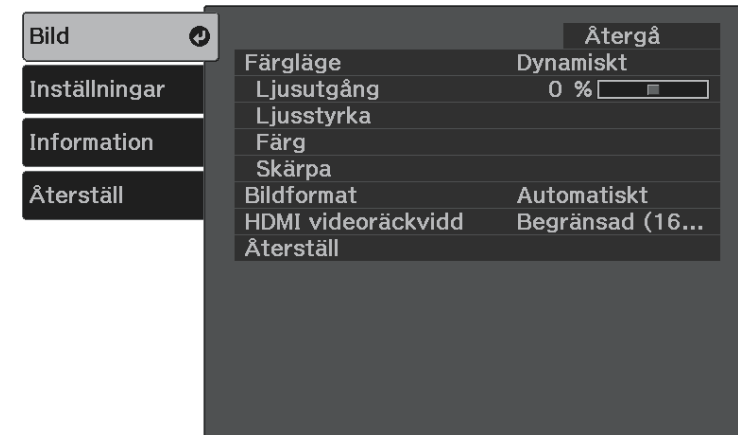 Bild
Inställningar
Information
Återställ
Återgå
Färgläge Dynamiskt
Ljusutgång 0 %
Ljusstyrka
Färg
Skärpa
Bildformat Automatiskt
HDMI videoräckvidd Begränsad (16...
Återställ